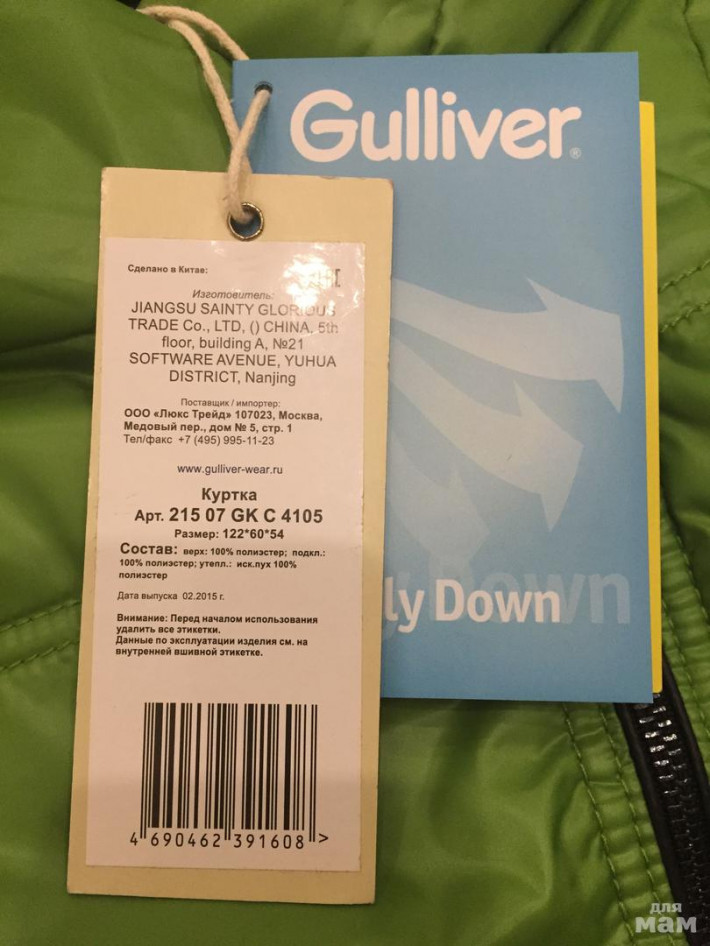 Gulliver®
Сделано в Китае:
EAC
Изготовитель:
JIANGSU SAINTY GLORIOUS
TRADE Co., LTD, () CHINA, 5th
floor, building A, №21
SOFTWARE AVENUE, YUHUA
DISTRICT, Nanjing
Поставщик / импортер:
ООО «Люкс Трейд» 107023, Москва,
Медовый пер., дом № 5, стр. 1
Тел/факс +7 (495) 995-11-23
www.gulliver-wear.ru
Куртка
Арт. 215 07 GK C 4105
Размер: 122*60*54
Состав: верх: 100% полиэстер; подкл.:
100% полиэстер; утепл.: иск.пух 100%
полиэстер
Дата выпуска 02.2015 г.
Внимание: Перед началом использования
удалить все этикетки.
Данные по эксплуатации изделия см. на
внутренней вшивной этикетке.
4 690462 391608 >
ly Down
для
мам